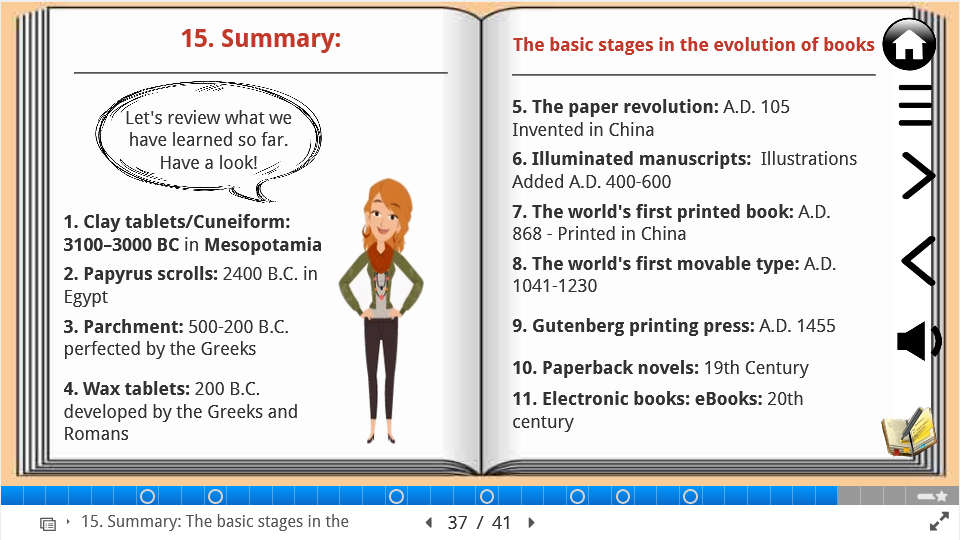 15. Summary:
Let's review what we
have learned so far.
Have a look!
1. Clay tablets/Cuneiform:
3100–3000 BC in Mesopotamia
2. Papyrus scrolls: 2400 B.C. in
Egypt
3. Parchment: 500-200 B.C.
perfected by the Greeks
4. Wax tablets: 200 B.C.
developed by the Greeks and
Romans
The basic stages in the evolution of books
5. The paper revolution: A.D. 105
Invented in China
6. Illuminated manuscripts:  Illustrations
Added A.D. 400-600
7. The world's first printed book: A.D.
868 - Printed in China
8. The world's first movable type: A.D.
1041-1230
9. Gutenberg printing press: A.D. 1455
10. Paperback novels: 19th Century
11. Electronic books: eBooks: 20th
century
15. Summary: The basic stages in the
37 / 41